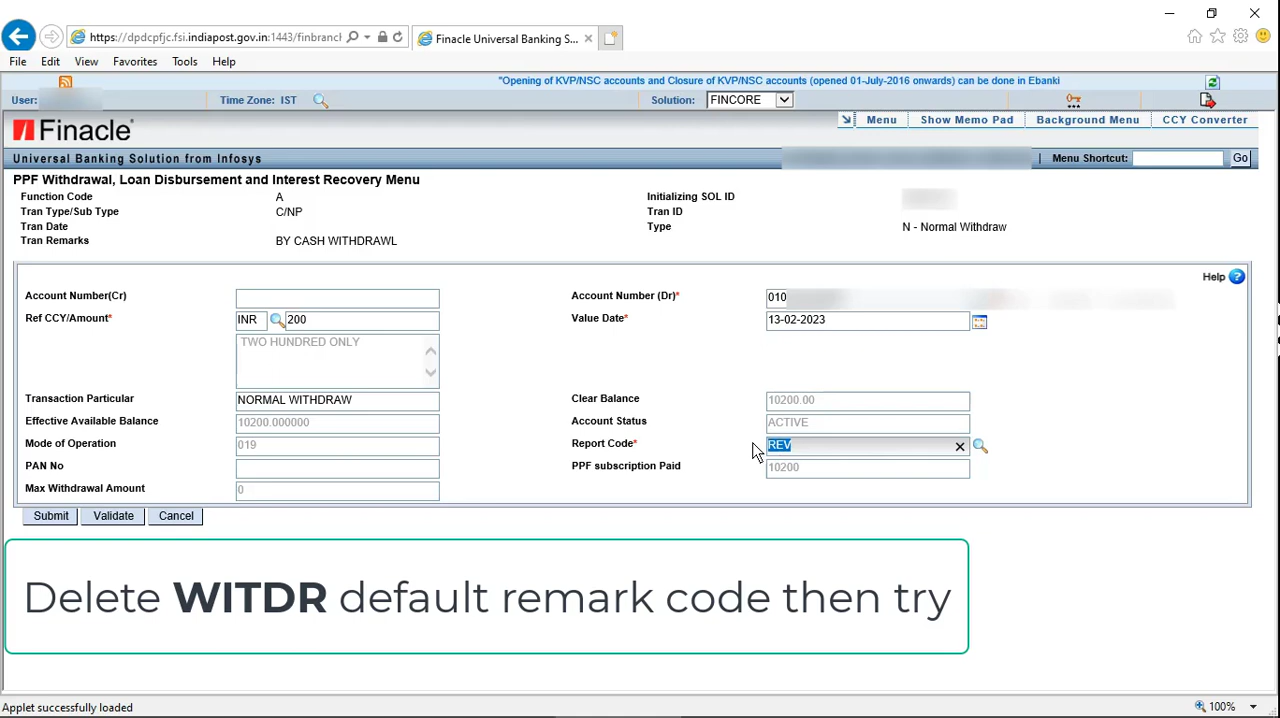 https://dpdcpfjc.fsi.indiapost.gov.in:1443/finbranch
Finacle Universal Banking S...
File Edit View Favorites Tools Help
"Opening of KVP/NSC accounts and Closure of KVP/NSC accounts (opened 01-July-2016 onwards) can be done in Ebanki
User: Time Zone: IST Solution: FINCORE
Menu Show Memo Pad Background Menu CCY Converter
Finacle
Universal Banking Solution from Infosys | Menu Shortcut: Go
PPF Withdrawal, Loan Disbursement and Interest Recovery Menu
Function Code A Initializing SOL ID
Tran Type/Sub Type C/NP Tran ID
Tran Date Type N - Normal Withdraw
Tran Remarks BY CASH WITHDRAWL
Help ?
Account Number(Cr) Account Number (Dr)* 010
Ref CCY/Amount* INR 200 Value Date* 13-02-2023
TWO HUNDRED ONLY
Transaction Particular NORMAL WITHDRAW Clear Balance 10200.00
Effective Available Balance 10200.000000 Account Status ACTIVE
Mode of Operation 019 Report Code* REV
PAN No PPF subscription Paid 10200
Max Withdrawal Amount 0
Submit Validate Cancel
Delete WITDR default remark code then try
Applet successfully loaded 100%